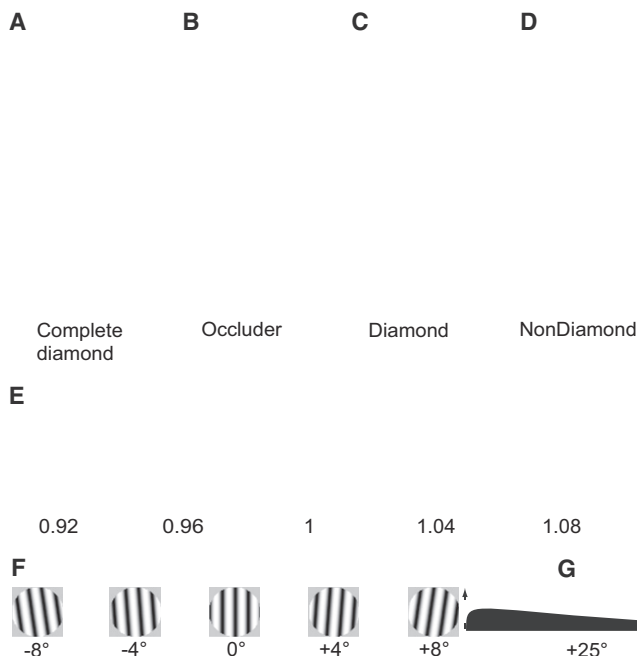 A B C D
Complete
diamond
Occluder
Diamond
NonDiamond
E
0.92 0.96 1 1.04 1.08
F G
-8° -4° 0° +4° +8° +25°